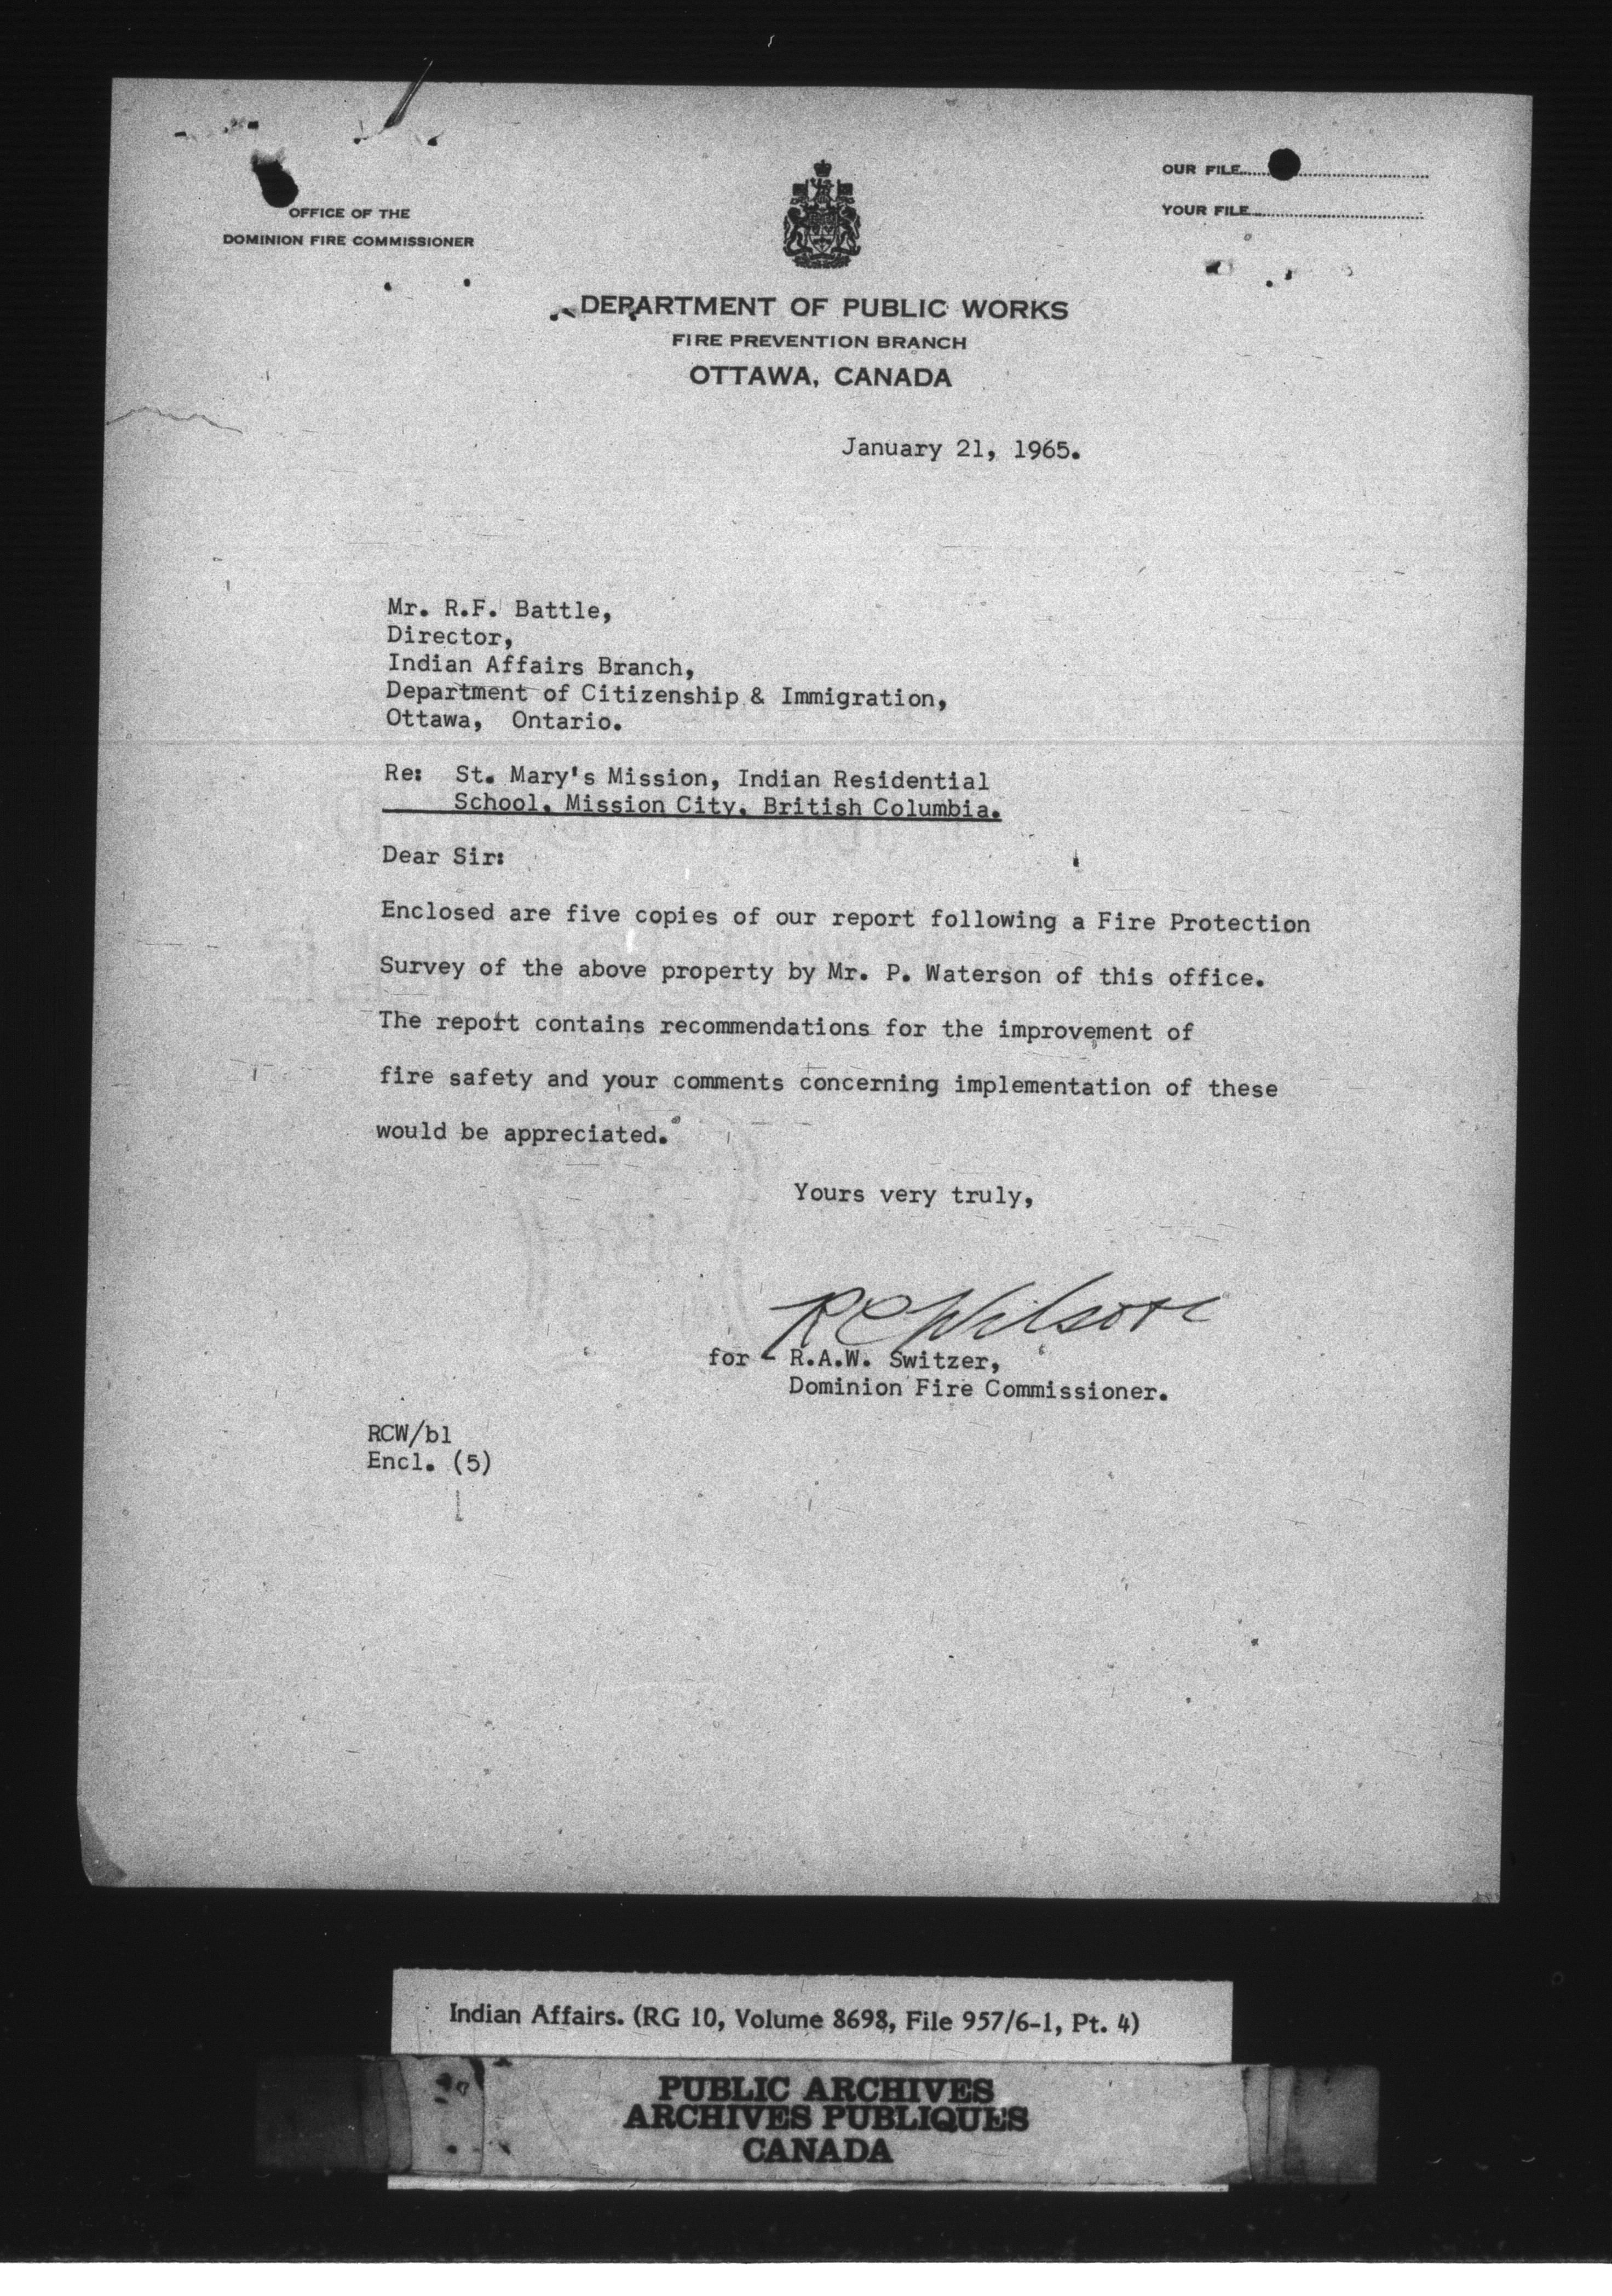 OFFICE OF THE
DOMINION FIRE COMMISSIONER
OUR FILE
YOUR FILE
DEPARTMENT OF PUBLIC WORKS
FIRE PREVENTION BRANCH
OTTAWA, CANADA
January 21, 1965.
Mr. R.F. Battle,
Director,
Indian Affairs Branch,
Department of Citizenship & Immigration,
Ottawa, Ontario.
Re: St. Mary's Mission, Indian Residential
School, Mission City, British Columbia.
Dear Sir:
Enclosed are five copies of our report following a Fire Protection
Survey of the above property by Mr. P. Waterson of this office.
The report contains recommendations for the improvement of
fire safety and your comments concerning implementation of these
would be appreciated.
Yours very truly,
RC Wilson
for R.A.W. Switzer,
Dominion Fire Commissioner.
RCW/bl
Encl. (5)
Indian Affairs. (RG 10, Volume 8698, File 957/6-1, Pt. 4)
PUBLIC ARCHIVES
ARCHIVES PUBLIQUES
CANADA